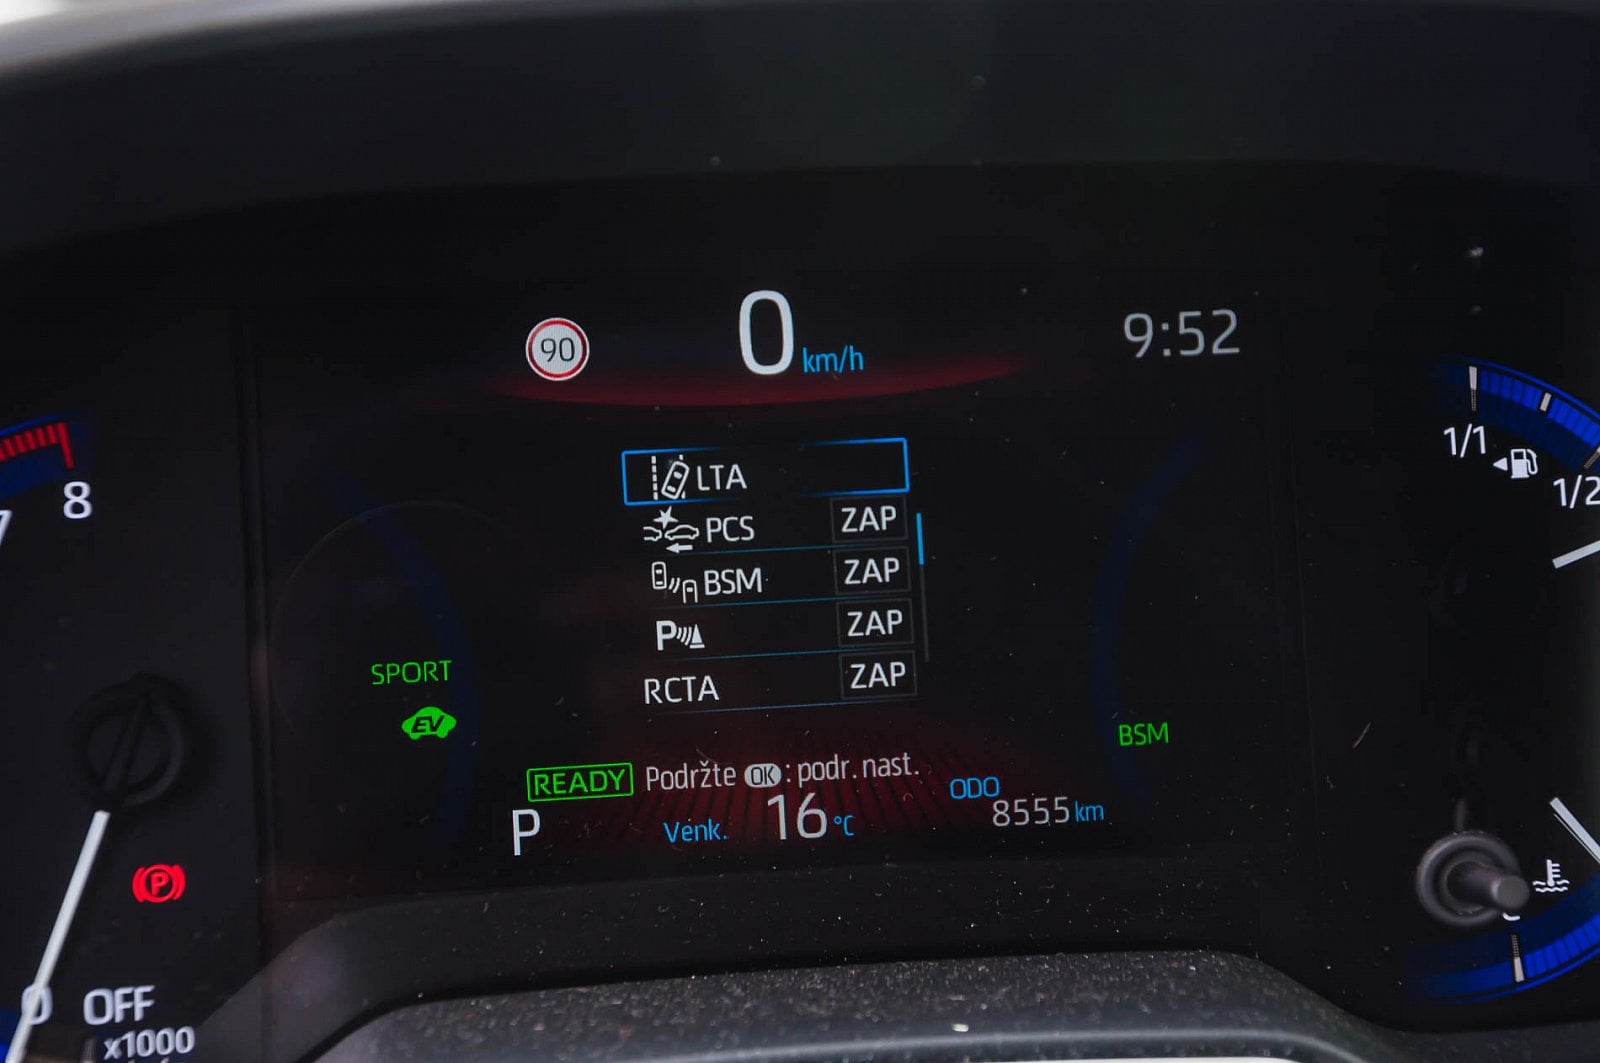 90
0 km/h
9:52
LTA
PCS ZAP
BSM ZAP
P ZAP
RCTA ZAP
SPORT
EV
BSM
READY Podržte OK : podr. nast.
P
Venk. 16 °C
ODO
8555 km
7
8
P
0 OFF
x1000
1/1
1/2